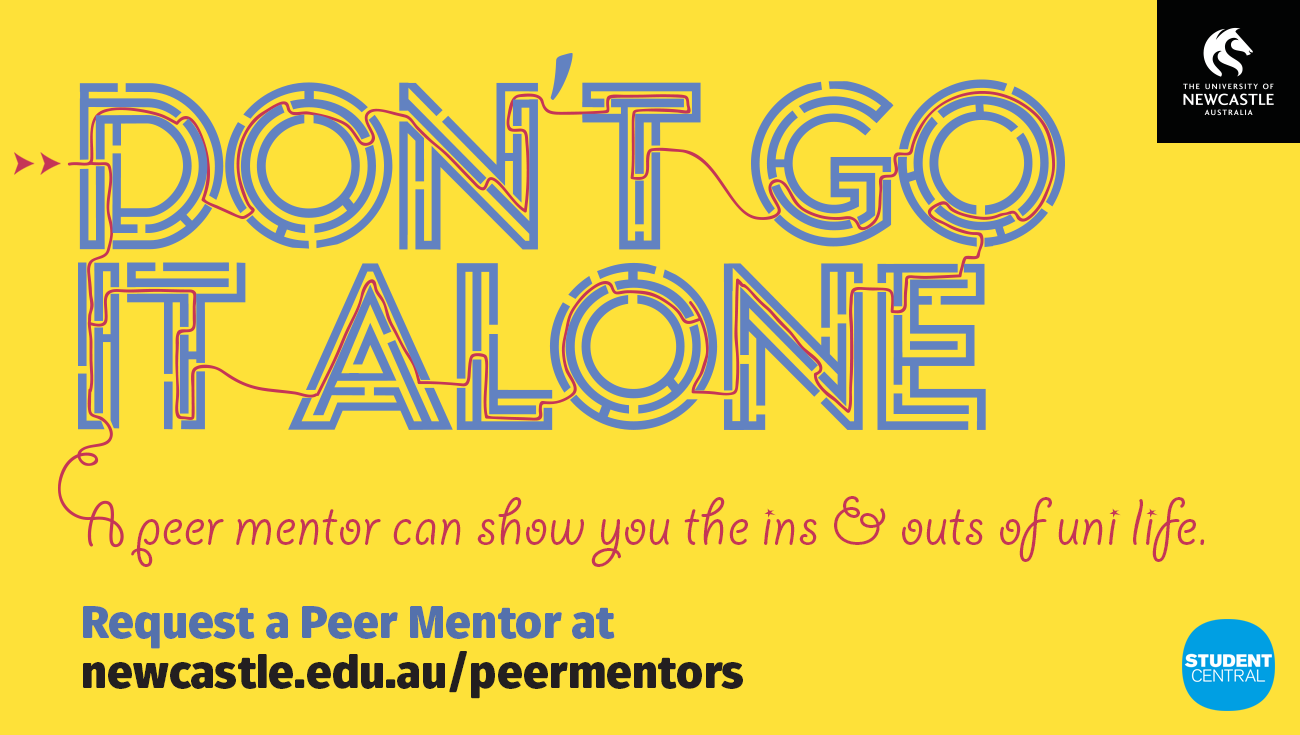 DON'T GO
IT ALONE
THE UNIVERSITY OF
NEWCASTLE
AUSTRALIA
A peer mentor can show you the ins & outs of uni life.
Request a Peer Mentor at
newcastle.edu.au/peermentors
STUDENT
CENTRAL